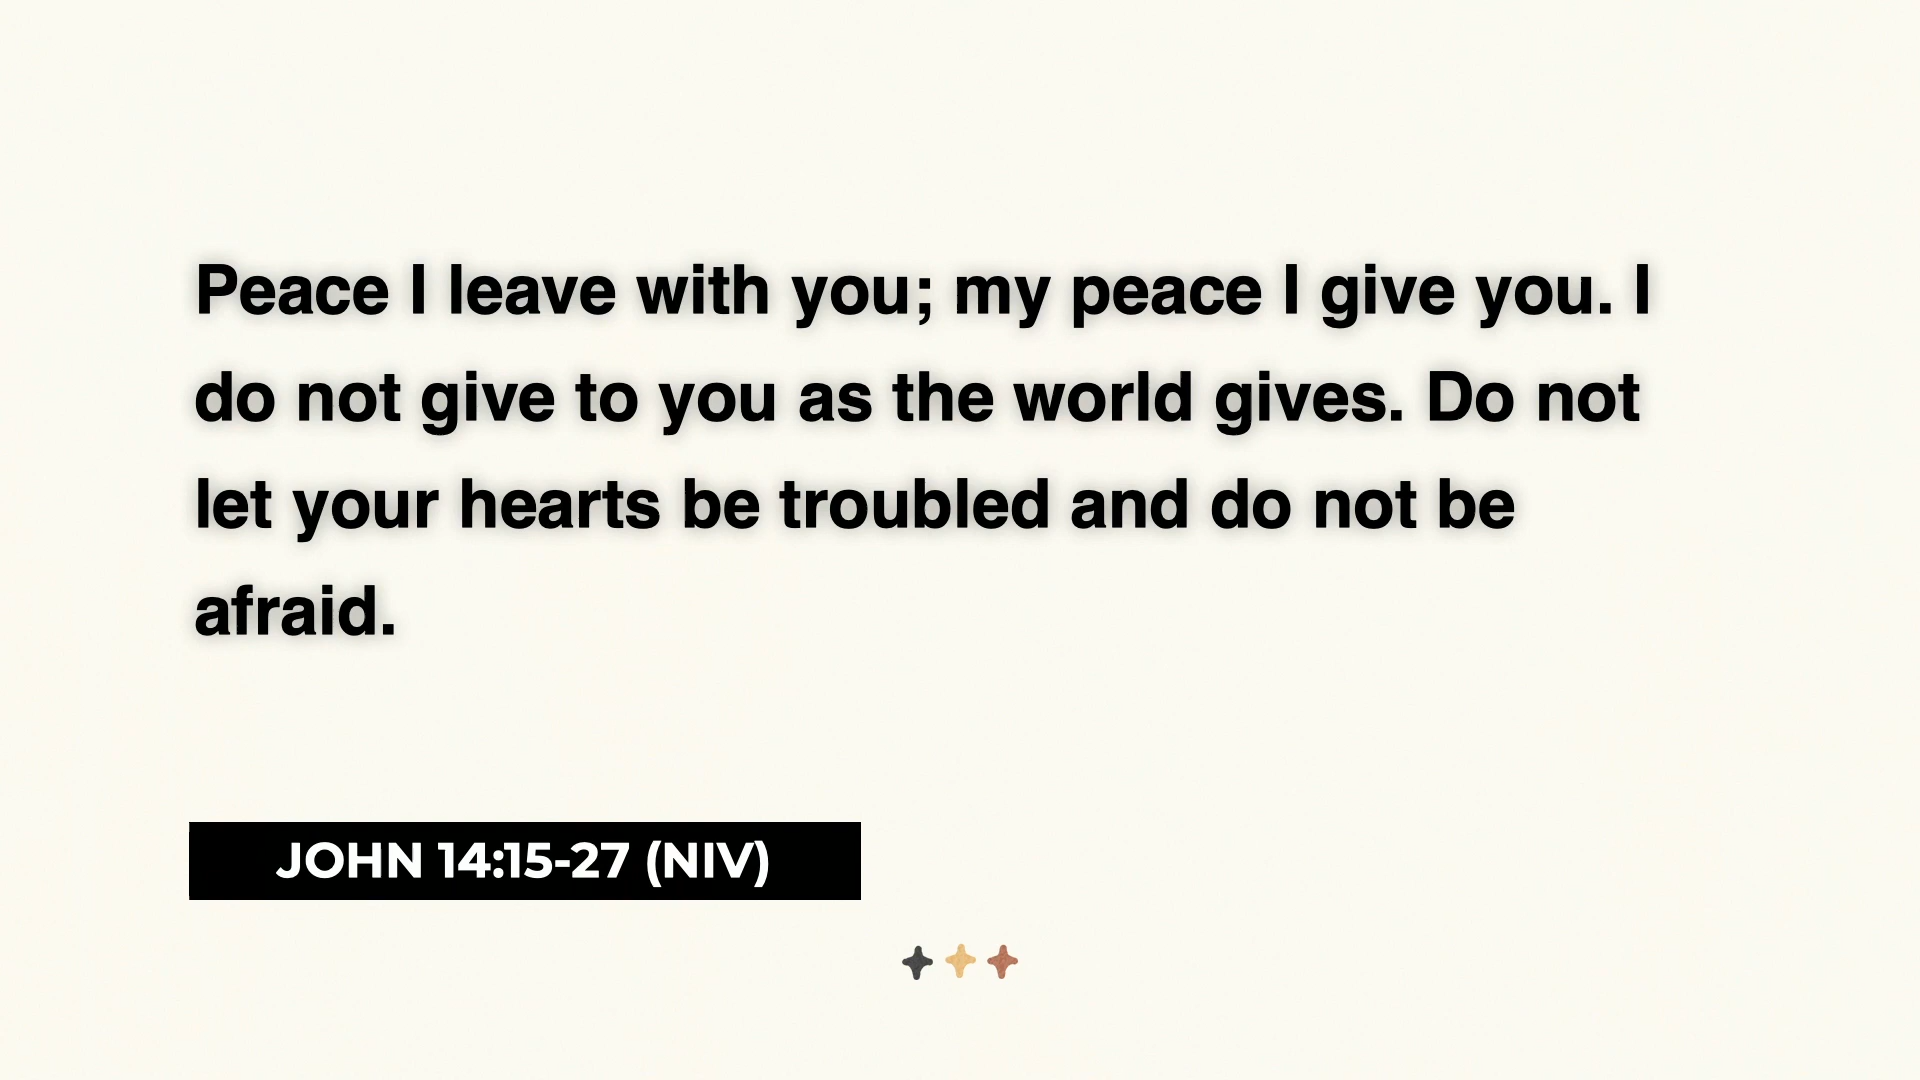 Peace I leave with you; my peace I give you. I
do not give to you as the world gives. Do not
let your hearts be troubled and do not be
afraid.
JOHN 14:15-27 (NIV)